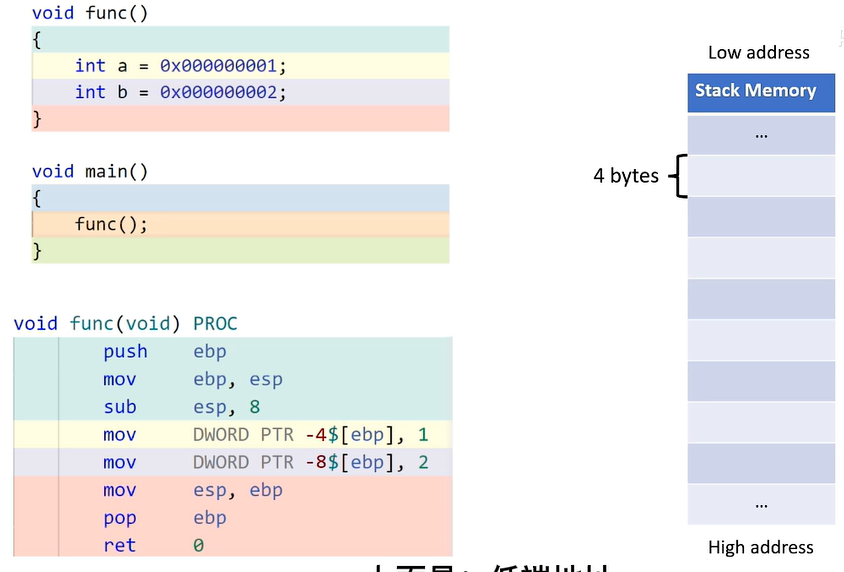 void func()
{
int a = 0x000000001;
int b = 0x000000002;
}
void main()
{
func();
}
void func(void) PROC
push ebp
mov ebp, esp
sub esp, 8
mov DWORD PTR -4$[ebp], 1
mov DWORD PTR -8$[ebp], 2
mov esp, ebp
pop ebp
ret 0
Low address
Stack Memory
...
4 bytes
...
High address